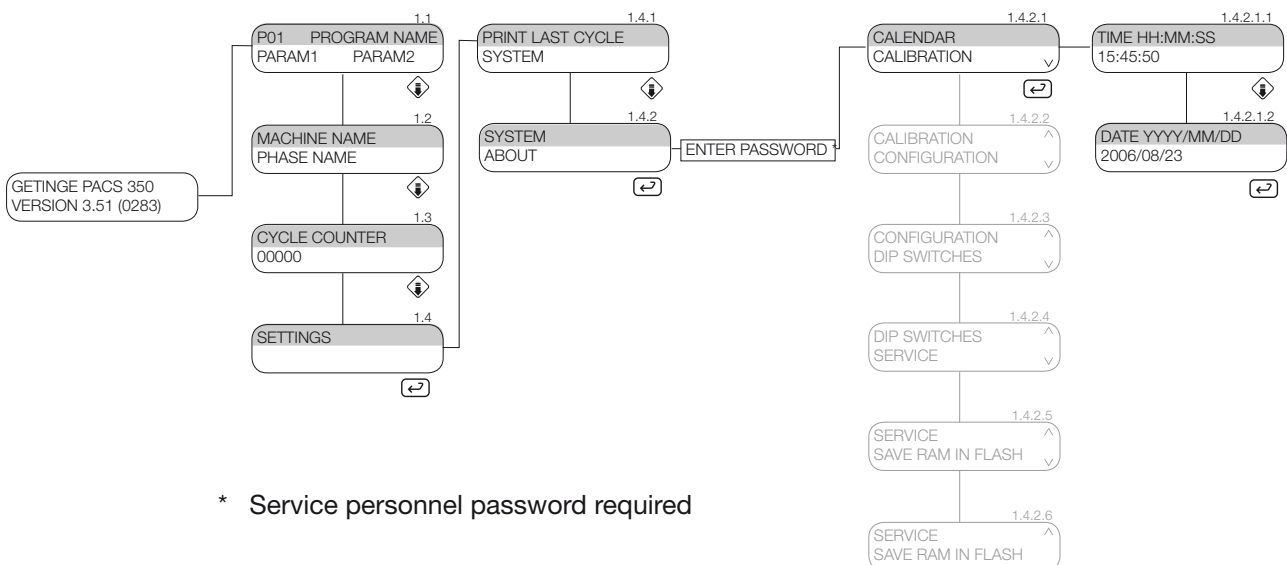 GETINGE PACS 350
VERSION 3.51 (0283)
1.1
P01 PROGRAM NAME
PARAM1 PARAM2
1.2
MACHINE NAME
PHASE NAME
1.3
CYCLE COUNTER
00000
1.4
SETTINGS
1.4.1
PRINT LAST CYCLE
SYSTEM
1.4.2
SYSTEM
ABOUT
ENTER PASSWORD *
1.4.2.1
CALENDAR
CALIBRATION
1.4.2.2
CALIBRATION
CONFIGURATION
1.4.2.3
CONFIGURATION
DIP SWITCHES
1.4.2.4
DIP SWITCHES
SERVICE
1.4.2.5
SERVICE
SAVE RAM IN FLASH
1.4.2.6
SERVICE
SAVE RAM IN FLASH
1.4.2.1.1
TIME HH:MM:SS
15:45:50
1.4.2.1.2
DATE YYYY/MM/DD
2006/08/23
* Service personnel password required